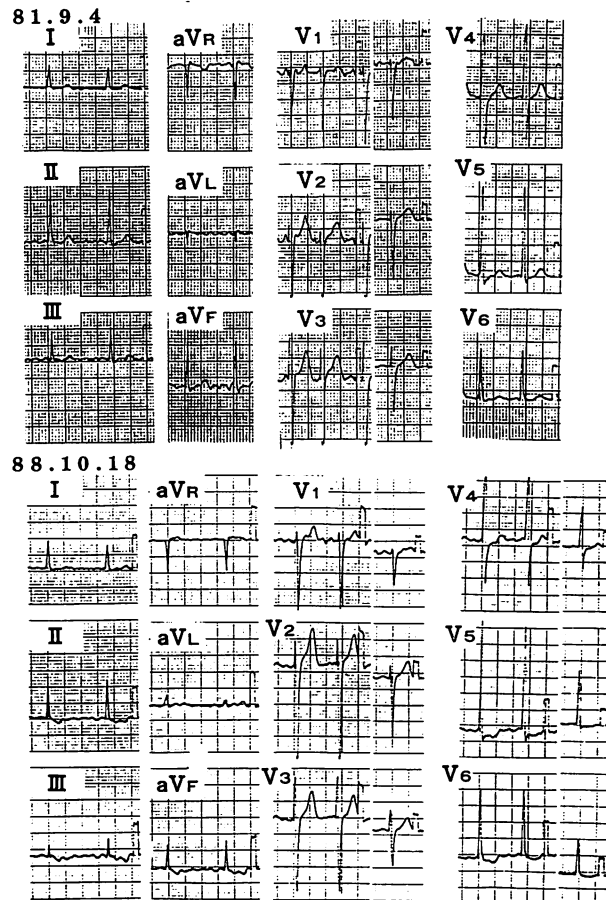 81.9.4
I aVR V1 V4
II aVL V2 V5
III aVF V3 V6
88.10.18
I aVR V1 V4
II aVL V2 V5
III aVF V3 V6